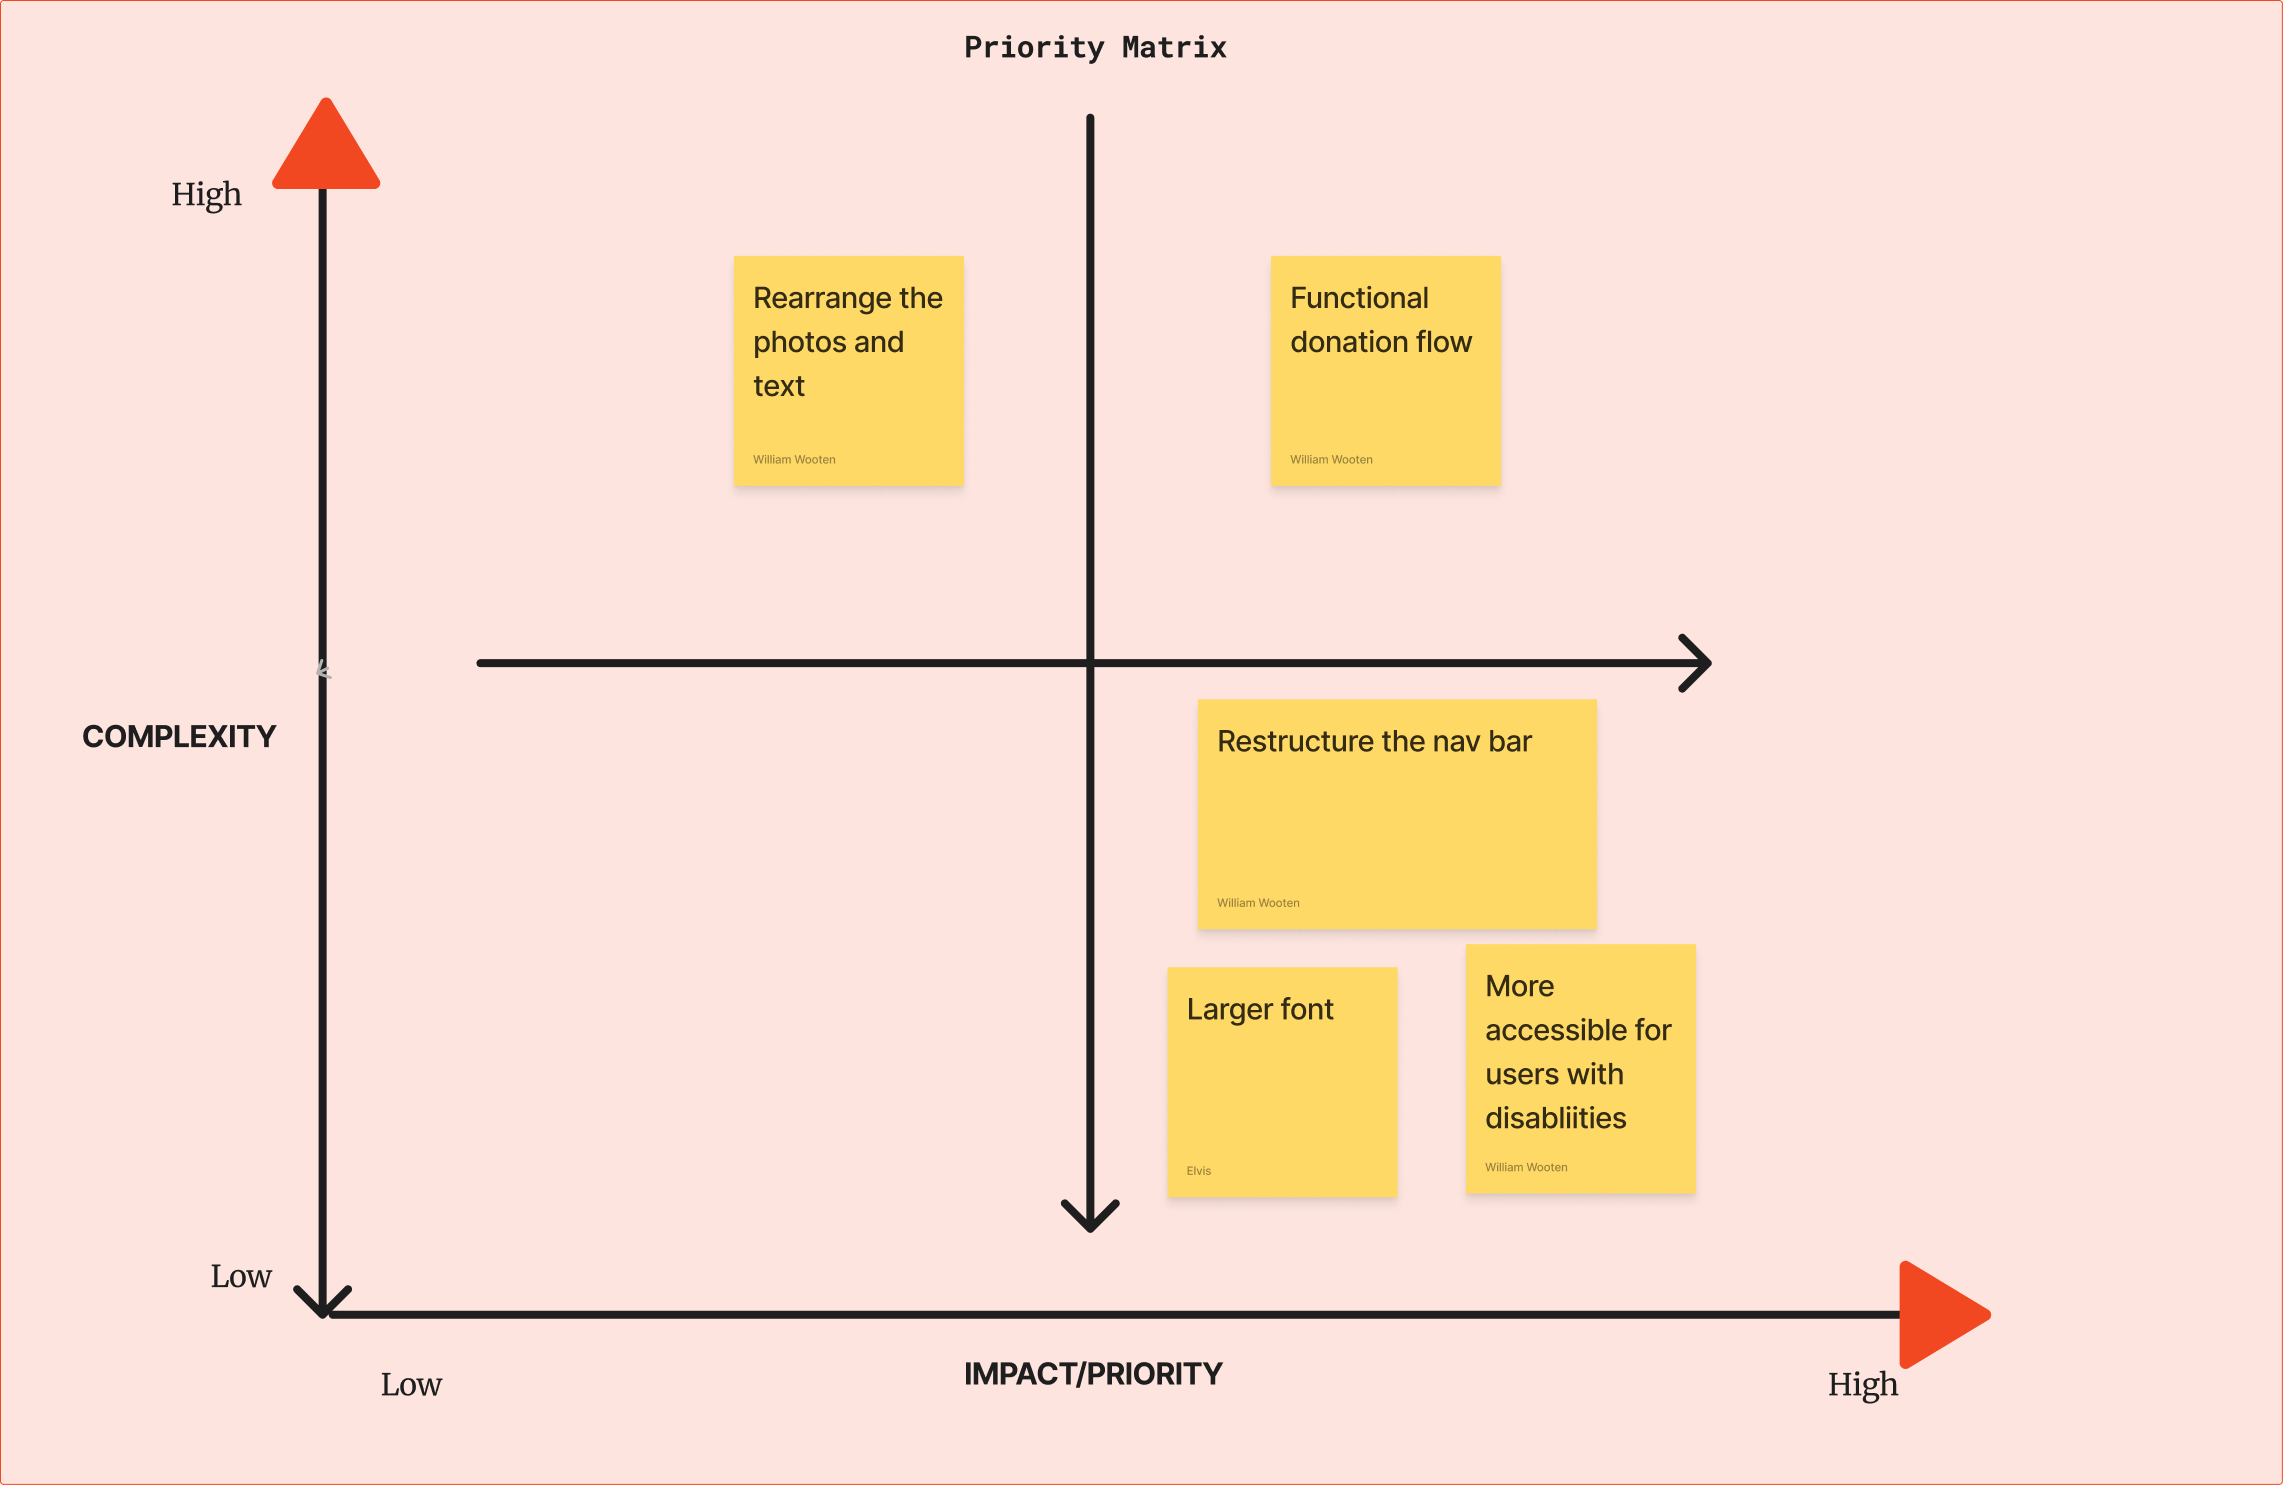 Priority Matrix
High
Rearrange the
photos and
text
William Wooten
Functional
donation flow
William Wooten
COMPLEXITY
Restructure the nav bar
William Wooten
Larger font
Elvis
More
accessible for
users with
disabliities
William Wooten
Low
Low
IMPACT/PRIORITY
High